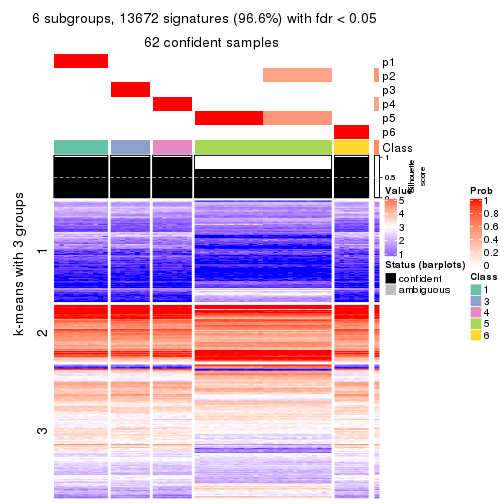 6 subgroups, 13672 signatures (96.6%) with fdr < 0.05
62 confident samples
p1
p2
p3
p4
p5
p6
Class
1
0.5
0
Silhouette
score
k-means with 3 groups
1
2
3
Value
5
4
3
2
1
Status (barplots)
confident
ambiguous
Prob
1
0.8
0.6
0.4
0.2
0
Class
1
3
4
5
6